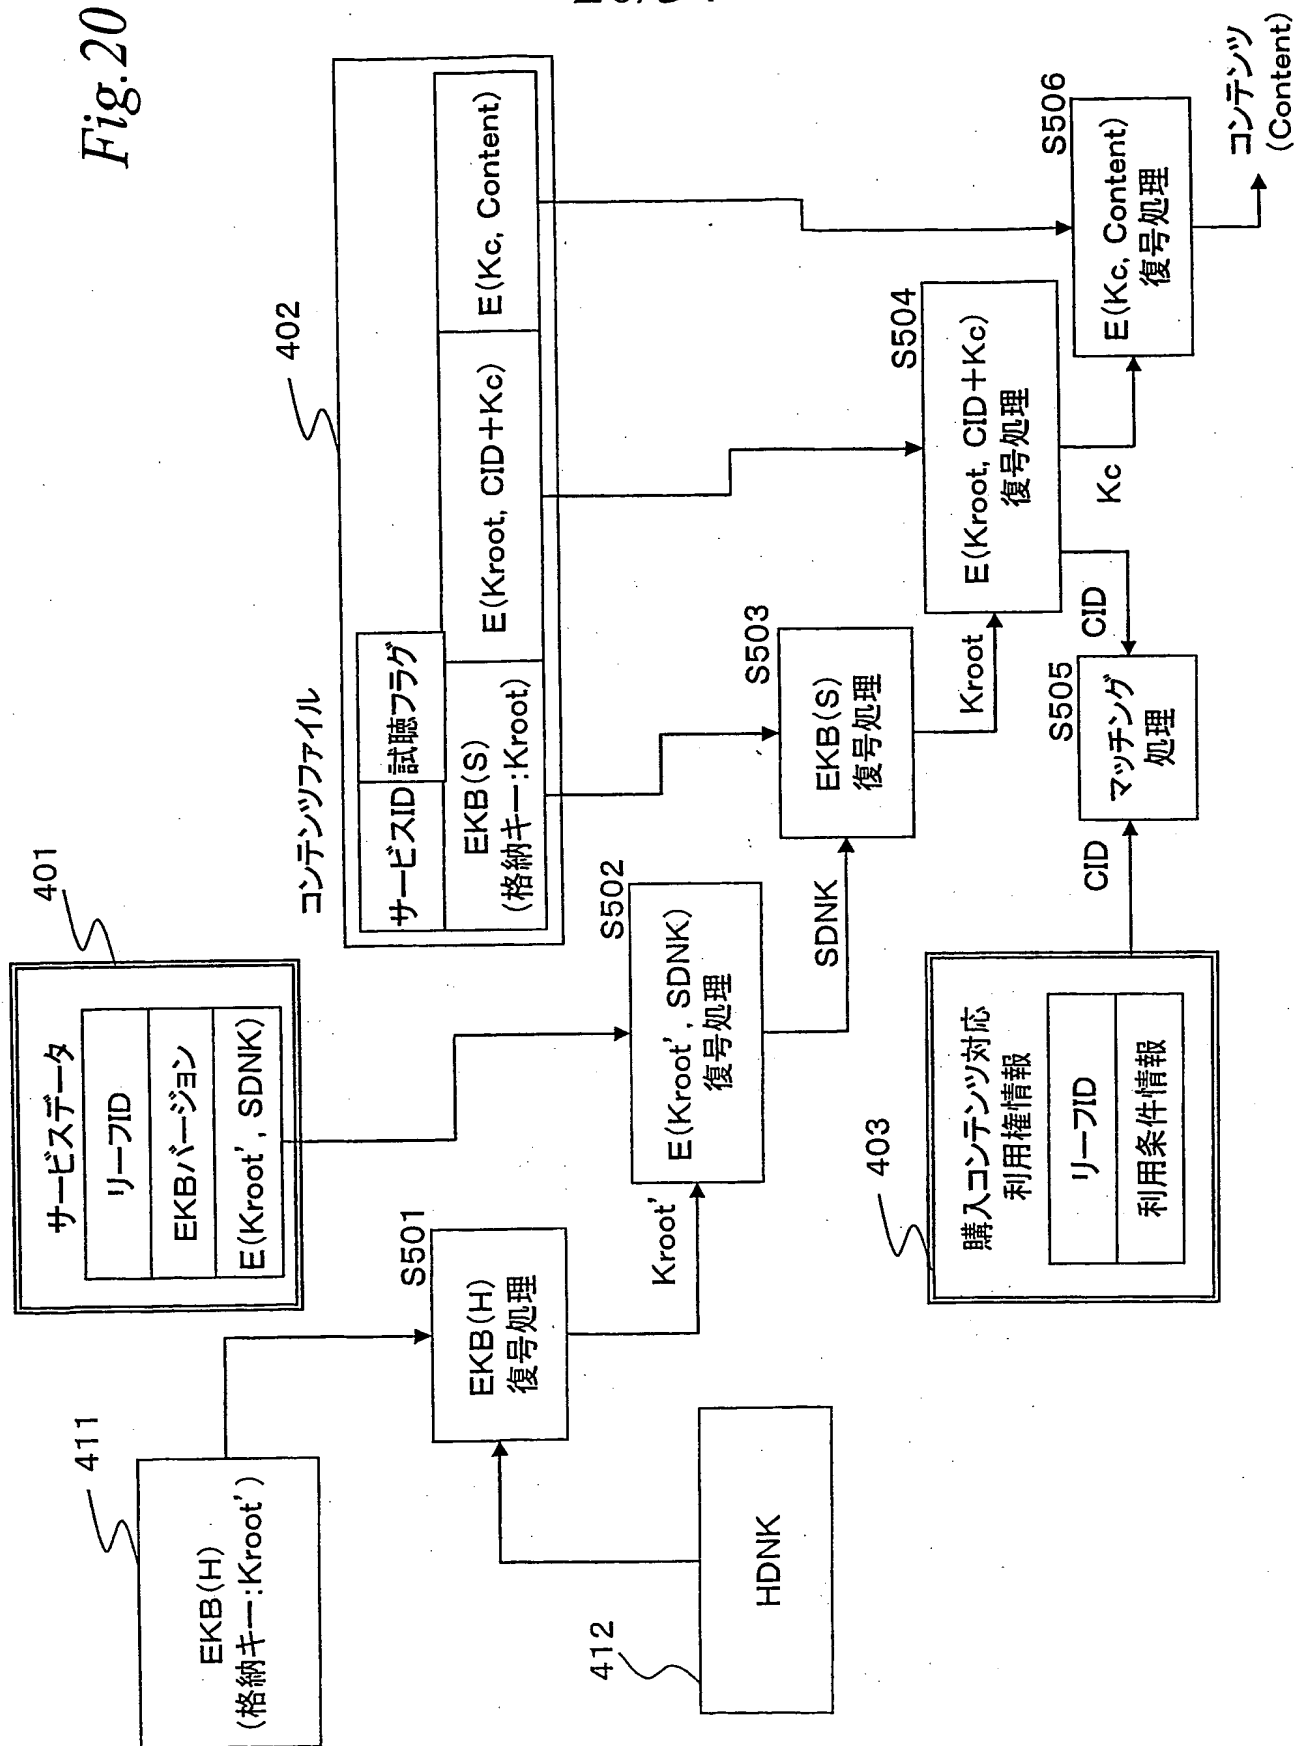 Fig.20
411
EKB(H)
(格納キー:Kroot’)
401
サービスデータ
リーフID
EKBバージョン
E(Kroot’, SDNK)
コンテンツファイル
402
サービスID
試聴フラグ
EKB(S)
(格納キー:Kroot)
E(Kroot, CID+Kc)
E(Kc, Content)
412
HDNK
S501
EKB(H)
復号処理
Kroot’
S502
E(Kroot’, SDNK)
復号処理
SDNK
S503
EKB(S)
復号処理
Kroot
S504
E(Kroot, CID+Kc)
復号処理
CID
Kc
S506
E(Kc, Content)
復号処理
コンテンツ
(Content)
403
購入コンテンツ対応
利用権情報
リーフID
利用条件情報
CID
S505
マッチング
処理